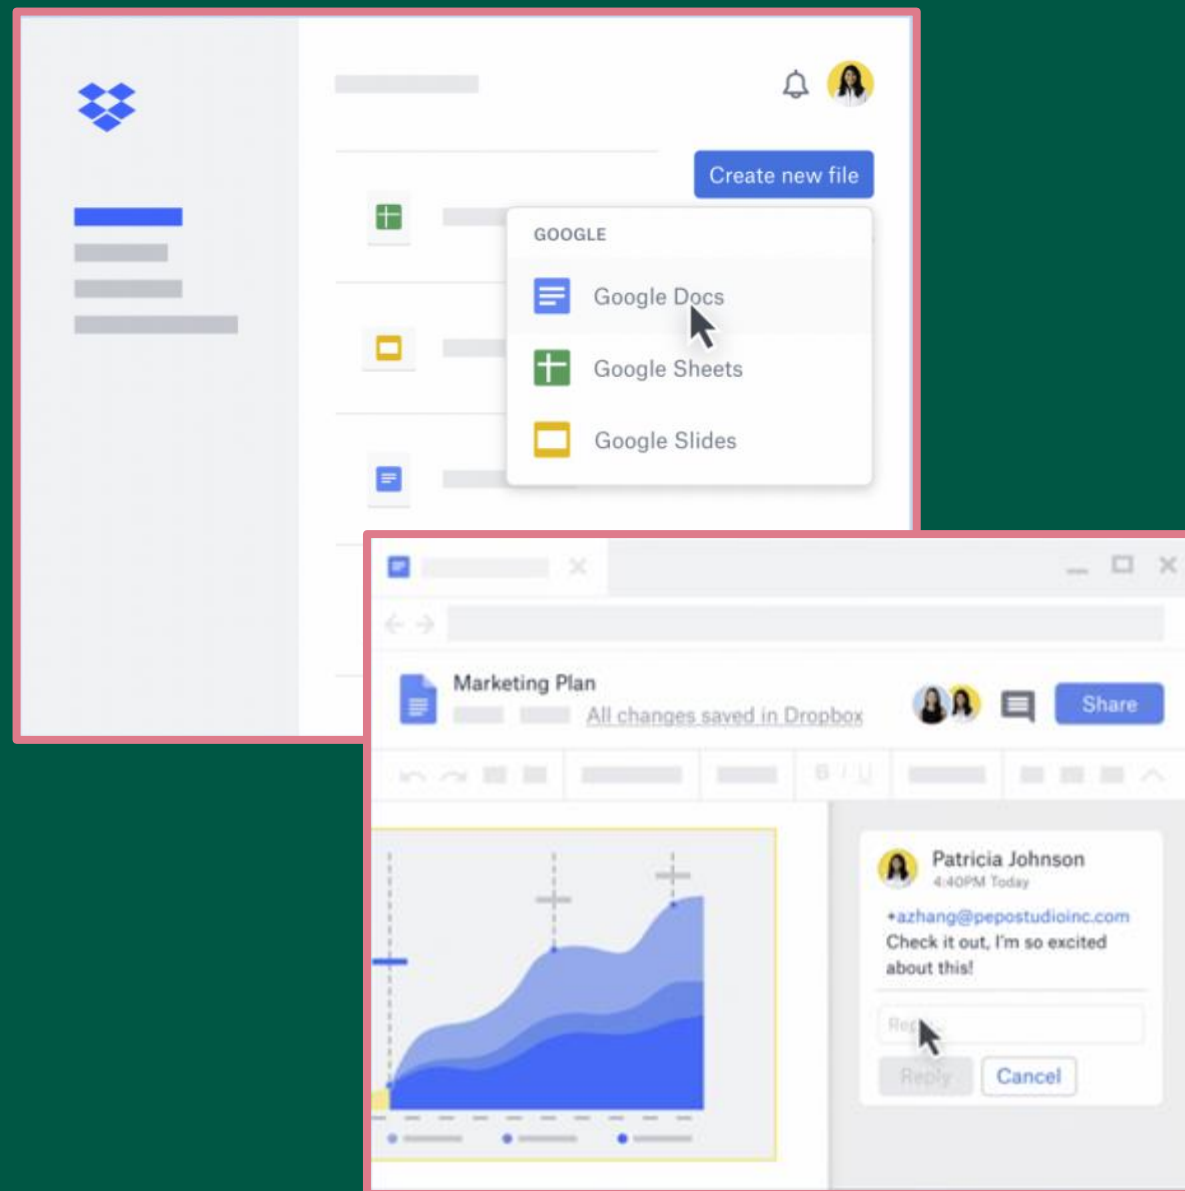 Create new file
GOOGLE
Google Docs
Google Sheets
Google Slides
Marketing Plan
All changes saved in Dropbox
Share
B I U
Patricia Johnson
4:40PM Today
+azhang@pepostudioinc.com
Check it out, I'm so excited
about this!
Reply
Cancel